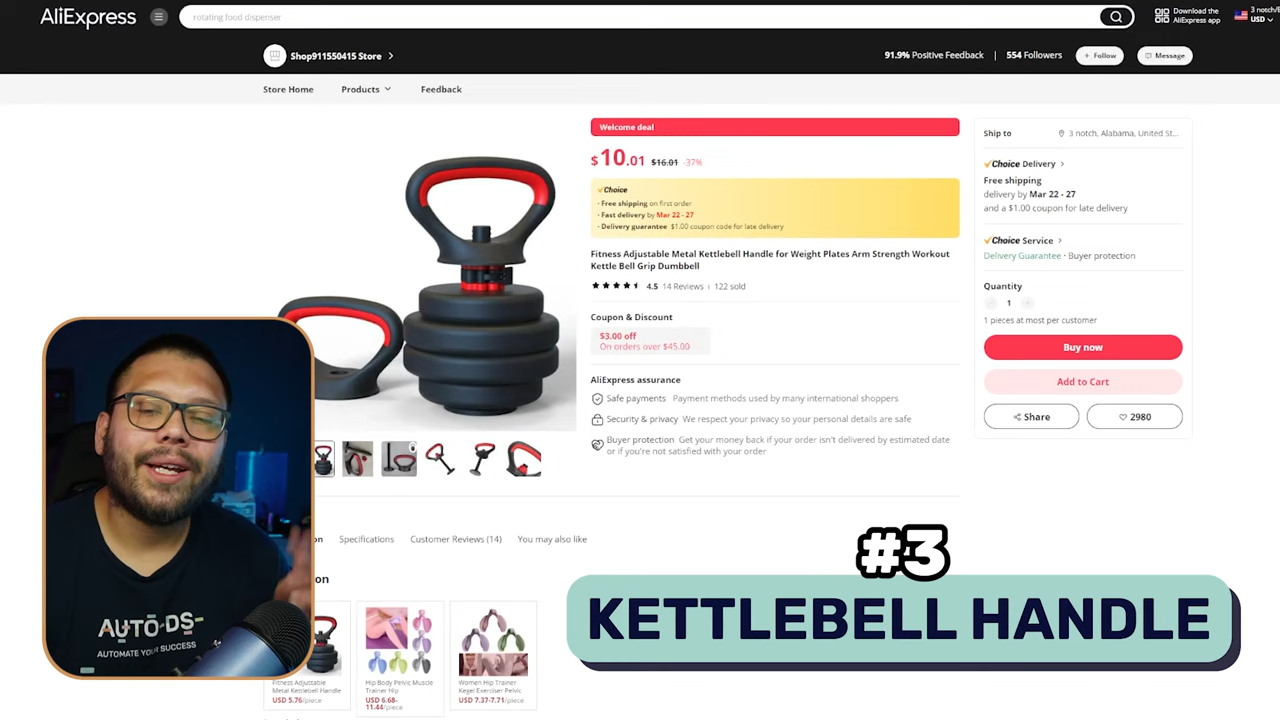 AliExpress
rotating food dispenser
Download the
AliExpress app
3 notch/
USD
Shop911550415 Store
91.9% Positive Feedback | 554 Followers
+ Follow
Message
Store Home
Products
Feedback
Welcome deal
$10.01 $16.01 -37%
Choice
· Free shipping on first order
· Fast delivery by Mar 22 - 27
· Delivery guarantee $1.00 coupon code for late delivery
Fitness Adjustable Metal Kettlebell Handle for Weight Plates Arm Strength Workout
Kettle Bell Grip Dumbbell
4.5 14 Reviews | 122 sold
Coupon & Discount
$3.00 off
On orders over $45.00
AliExpress assurance
Safe payments Payment methods used by many international shoppers
Security & privacy We respect your privacy so your personal details are safe
Buyer protection Get your money back if your order isn't delivered by estimated date
or if you're not satisfied with your order
Ship to
3 notch, Alabama, United St...
Choice Delivery
Free shipping
delivery by Mar 22 - 27
and a $1.00 coupon for late delivery
Choice Service
Delivery Guarantee · Buyer protection
Quantity
- 1 +
1 pieces at most per customer
Buy now
Add to Cart
Share
2980
on
Specifications
Customer Reviews (14)
You may also like
ion
Fitness Adjustable
Metal Kettlebell Handle
USD 5.76/piece
Hip Body Pelvic Muscle
Trainer Hip
USD 6.68-
11.44/piece
Women Hip Trainer
Kegel Exerciser Pelvic
USD 7.37-7.71/piece
AUTO-DS-
AUTOMATE YOUR SUCCESS
#3
KETTLEBELL HANDLE